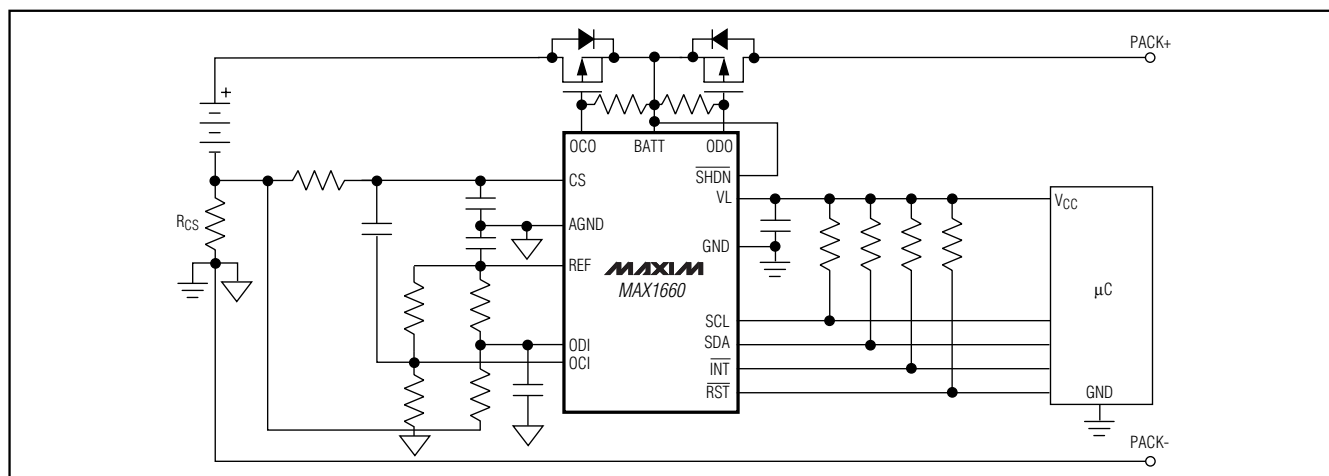 PACK+
+
OCO
BATT
ODO
CS
SHDN
VL
VCC
RCS
AGND
GND
REF
MAXIM
MAX1660
µC
SCL
ODI
SDA
OCI
INT
RST
GND
PACK-